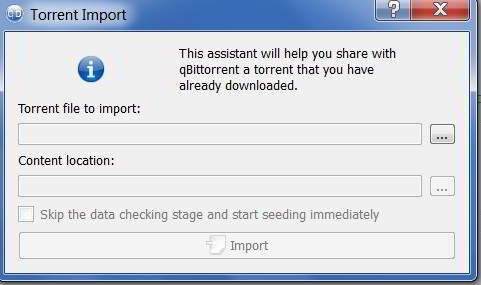 Torrent Import
?
X
This assistant will help you share with
qBittorrent a torrent that you have
already downloaded.
Torrent file to import:
...
Content location:
...
Skip the data checking stage and start seeding immediately
Import